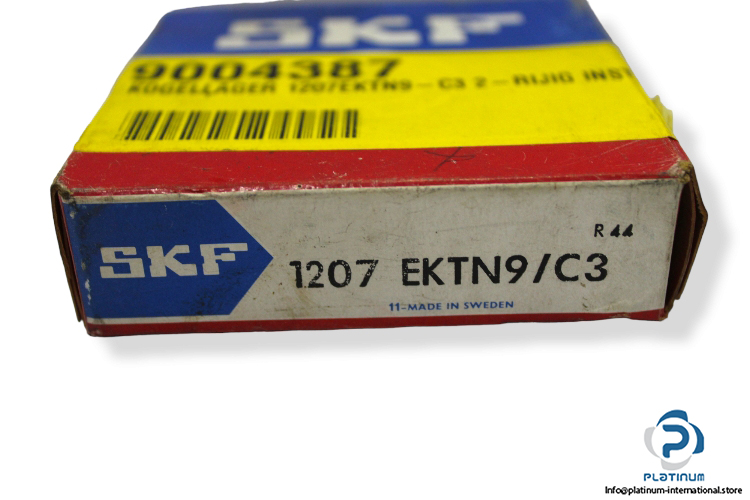 SKF
9004387
KOGELLAGER 1207EKTN9-C3 2-RIJIG INST
SKF
1207 EKTN9/C3
R44
11-MADE IN SWEDEN
PLATINUM
Info@platinum-international.store